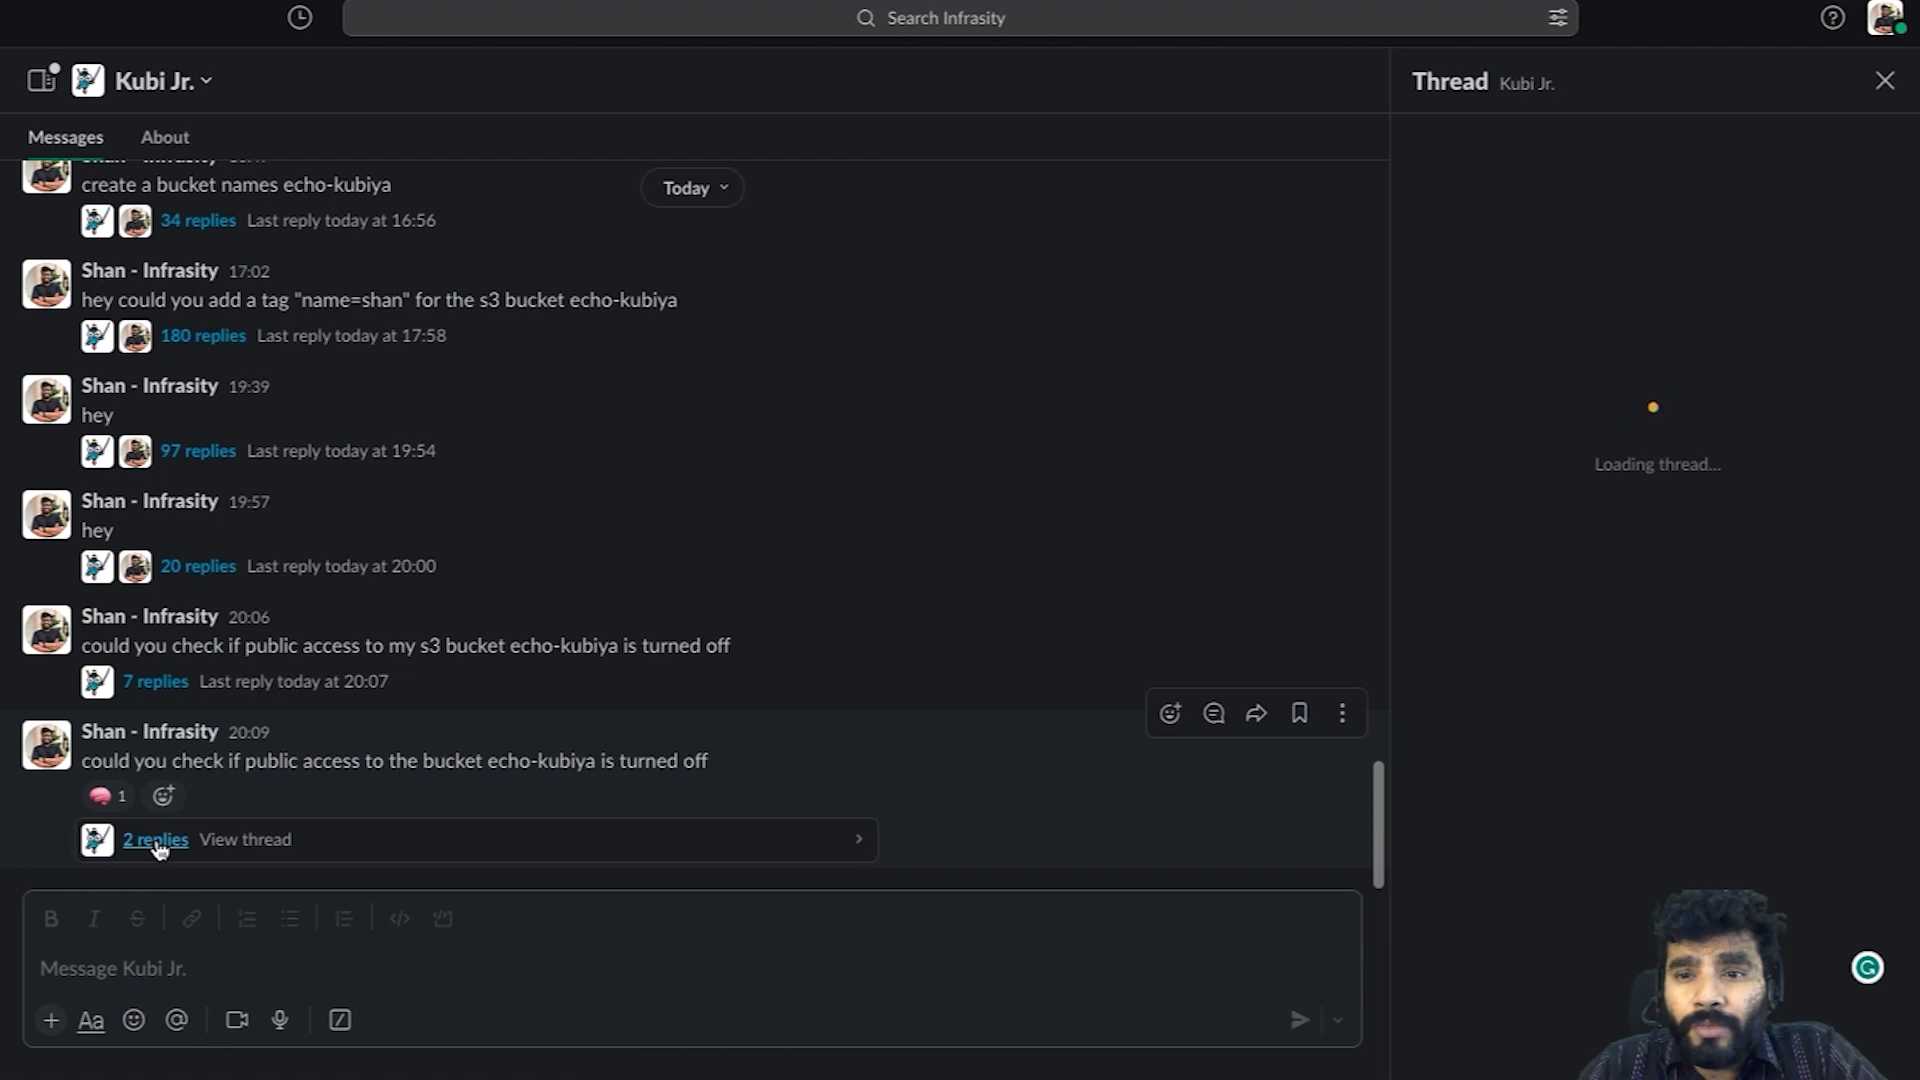 Search Infrasity
Kubi Jr.
Thread Kubi Jr.
Messages About
create a bucket names echo-kubiya
Today
34 replies Last reply today at 16:56
Shan - Infrasity 17:02
hey could you add a tag "name=shan" for the s3 bucket echo-kubiya
180 replies Last reply today at 17:58
Shan - Infrasity 19:39
hey
97 replies Last reply today at 19:54
Shan - Infrasity 19:57
hey
20 replies Last reply today at 20:00
Shan - Infrasity 20:06
could you check if public access to my s3 bucket echo-kubiya is turned off
7 replies Last reply today at 20:07
Shan - Infrasity 20:09
could you check if public access to the bucket echo-kubiya is turned off
1
2 replies View thread
Message Kubi Jr.
Aa
Loading thread...